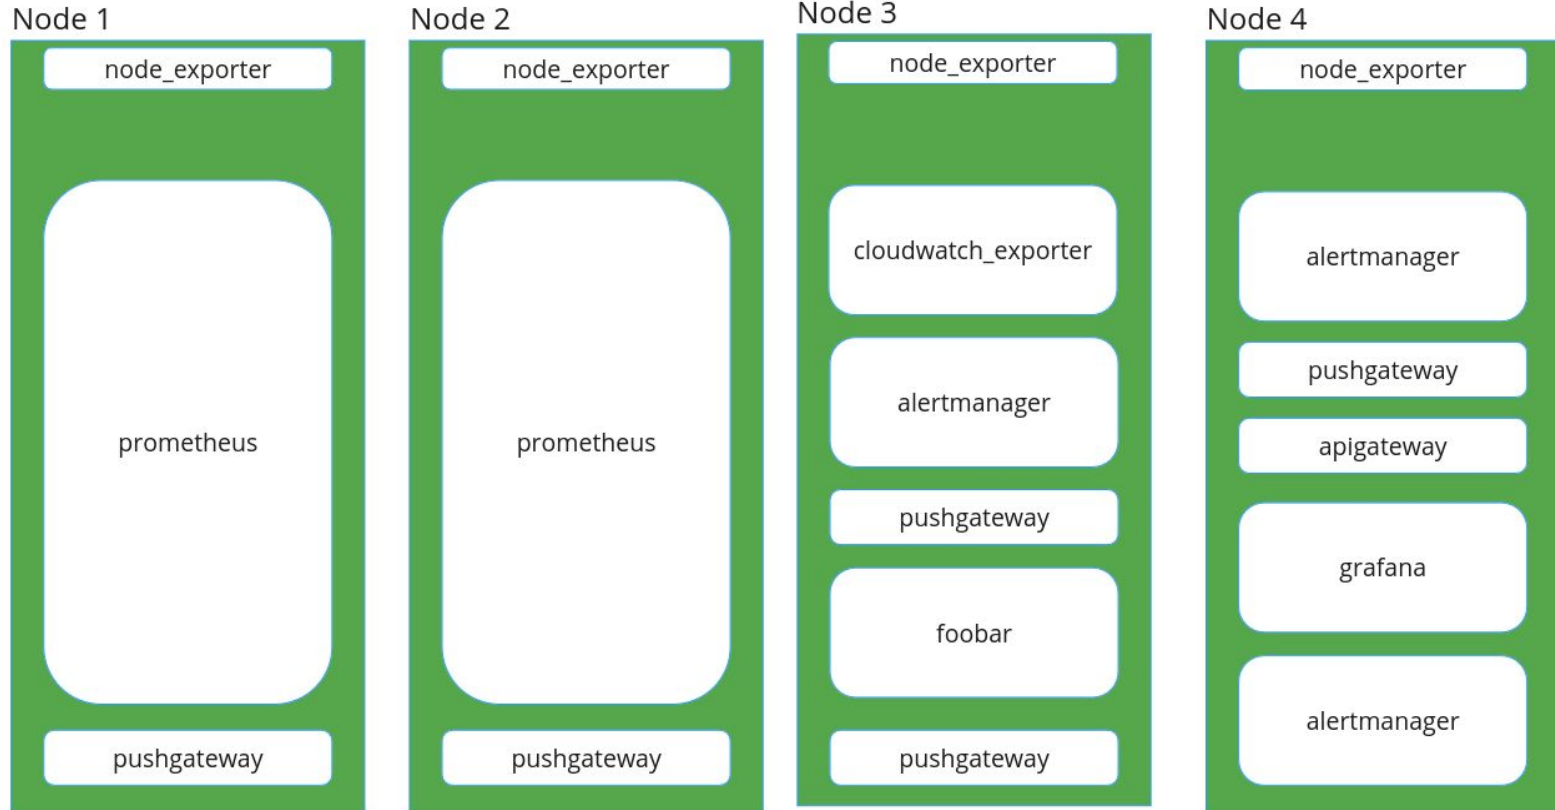 Node 1
node_exporter
prometheus
pushgateway
Node 2
node_exporter
prometheus
pushgateway
Node 3
node_exporter
cloudwatch_exporter
alertmanager
pushgateway
foobar
pushgateway
Node 4
node_exporter
alertmanager
pushgateway
apigateway
grafana
alertmanager